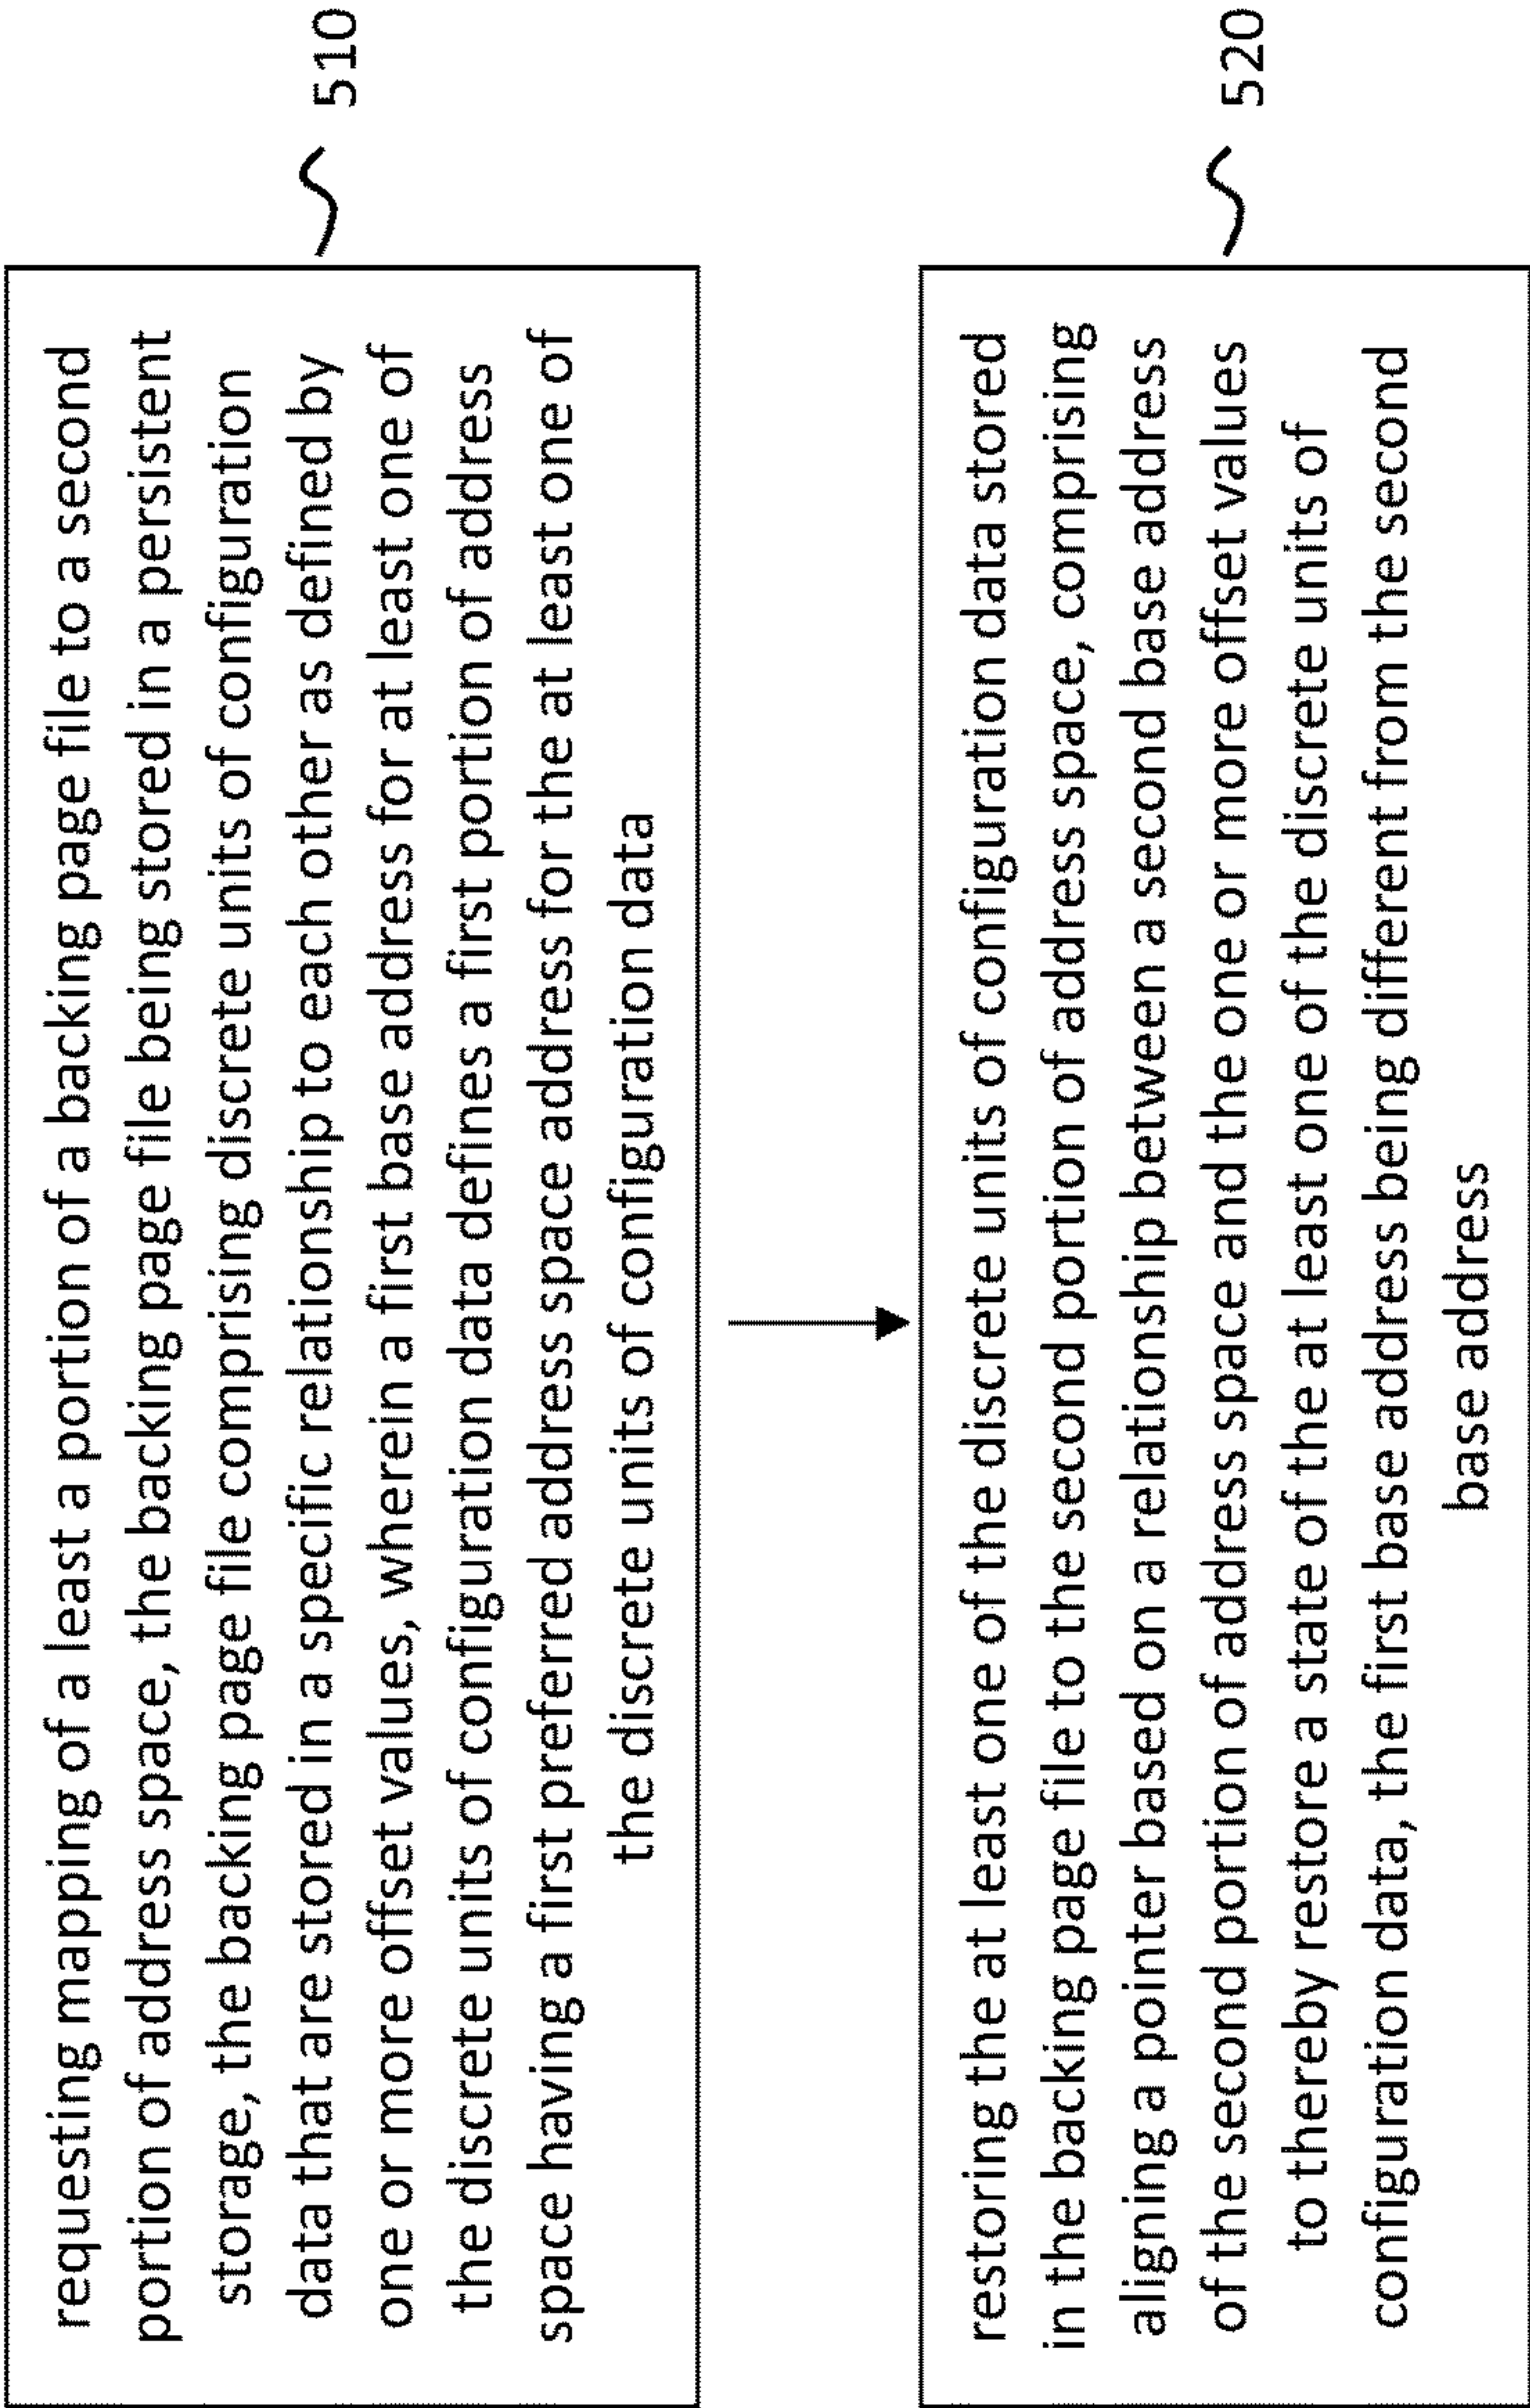 requesting mapping of a least a portion of a backing page file to a second
portion of address space, the backing page file being stored in a persistent
storage, the backing page file comprising discrete units of configuration
data that are stored in a specific relationship to each other as defined by
one or more offset values, wherein a first base address for at least one of
the discrete units of configuration data defines a first portion of address
space having a first preferred address space address for the at least one of
the discrete units of configuration data
510
restoring the at least one of the discrete units of configuration data stored
in the backing page file to the second portion of address space, comprising
aligning a pointer based on a relationship between a second base address
of the second portion of address space and the one or more offset values
to thereby restore a state of the at least one of the discrete units of
configuration data, the first base address being different from the second
base address
520